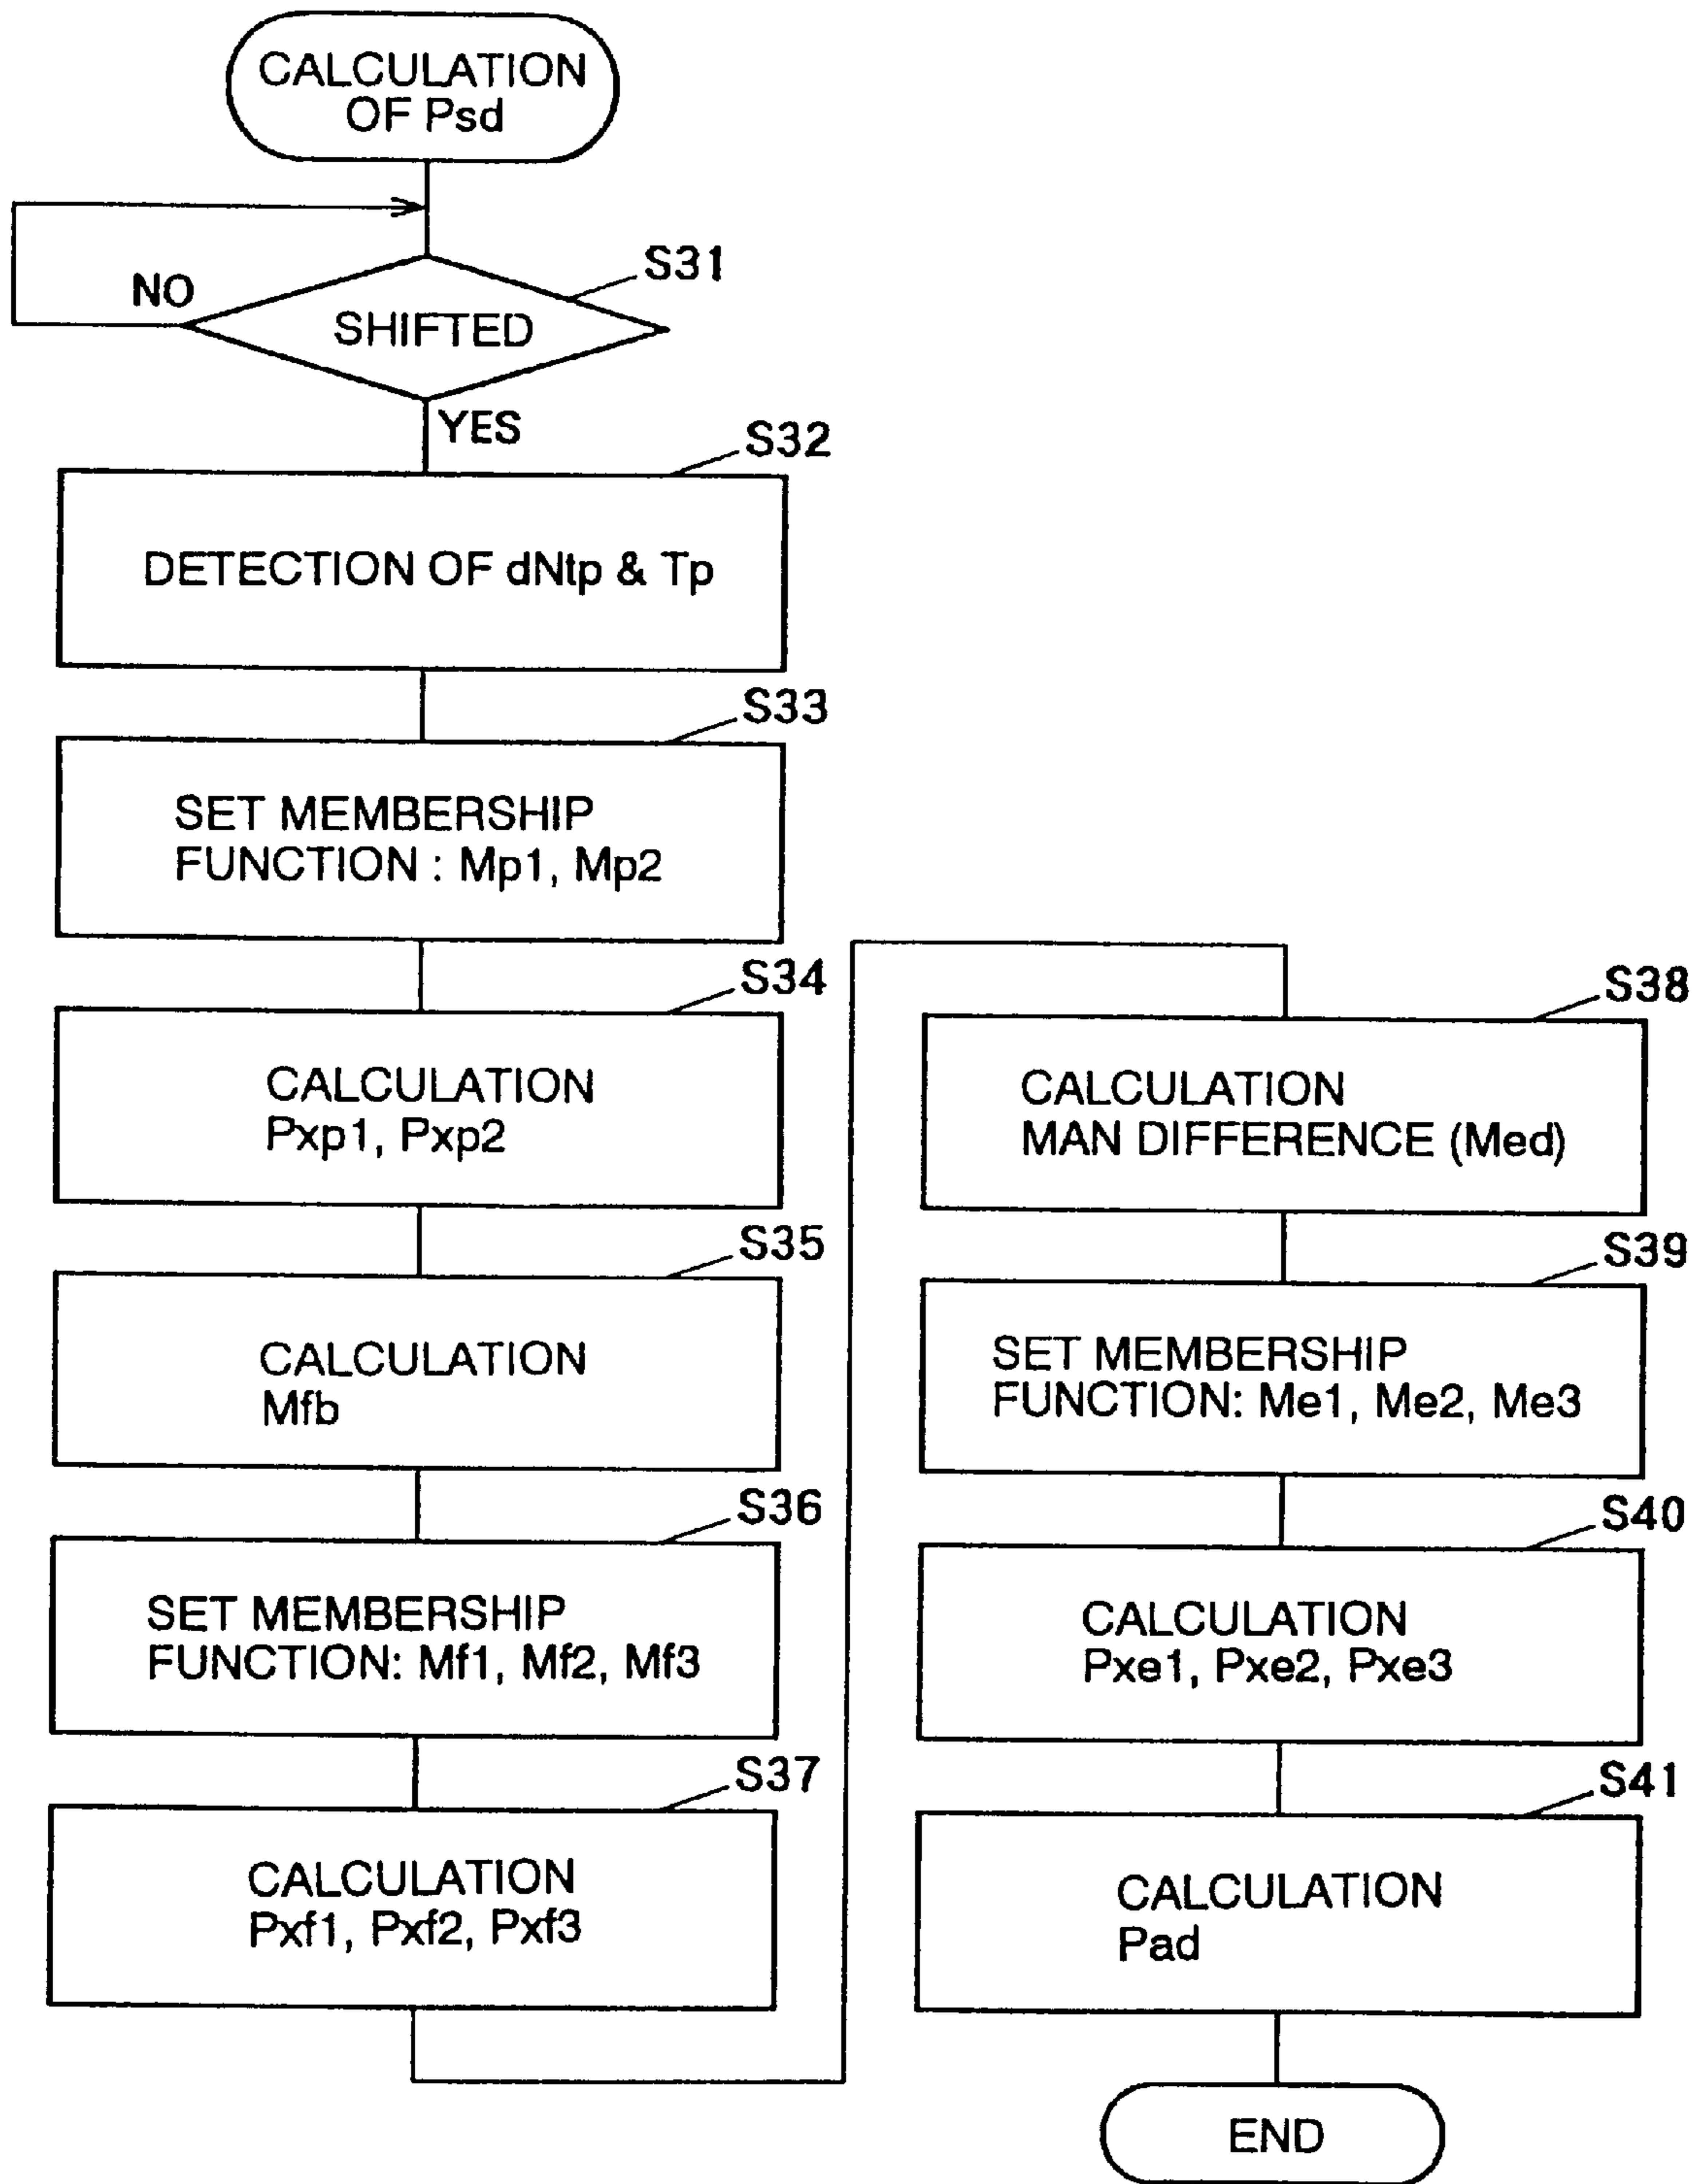 CALCULATION
OF Psd
S31
NO
SHIFTED
YES
S32
DETECTION OF dNtp & Tp
S33
SET MEMBERSHIP
FUNCTION : Mp1, Mp2
S34
CALCULATION
Pxp1, Pxp2
S35
CALCULATION
Mfb
S36
SET MEMBERSHIP
FUNCTION: Mf1, Mf2, Mf3
S37
CALCULATION
Pxf1, Pxf2, Pxf3
S38
CALCULATION
MAN DIFFERENCE (Med)
S39
SET MEMBERSHIP
FUNCTION: Me1, Me2, Me3
S40
CALCULATION
Pxe1, Pxe2, Pxe3
S41
CALCULATION
Pad
END